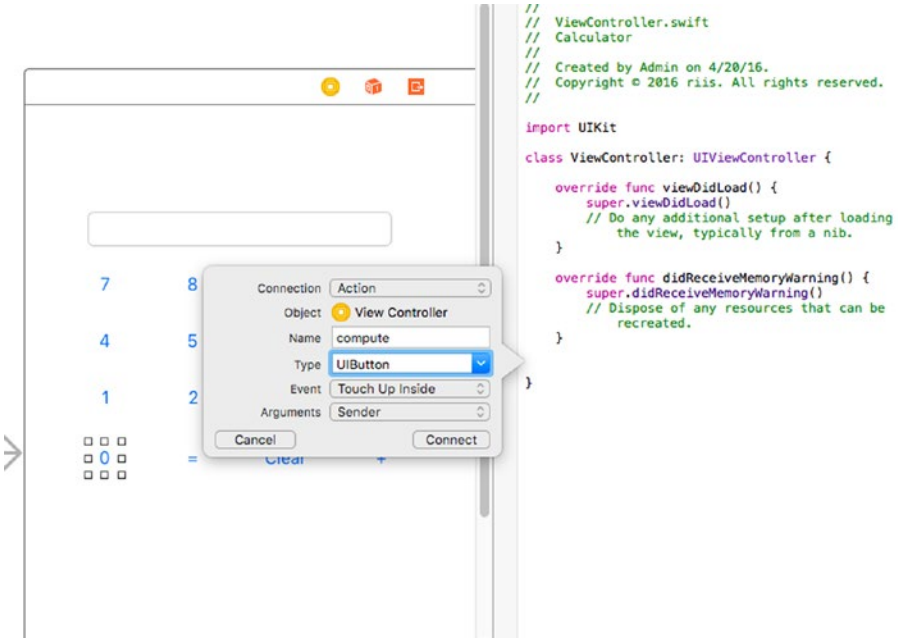 //
//  ViewController.swift
//  Calculator
//
//  Created by Admin on 4/20/16.
//  Copyright © 2016 riis. All rights reserved.
//
import UIKit
class ViewController: UIViewController {
    override func viewDidLoad() {
        super.viewDidLoad()
        // Do any additional setup after loading
            the view, typically from a nib.
    }
    override func didReceiveMemoryWarning() {
        super.didReceiveMemoryWarning()
        // Dispose of any resources that can be
            recreated.
    }
}
7 8
4 5
1 2
0 = Clear +
Connection Action
Object View Controller
Name compute
Type UIButton
Event Touch Up Inside
Arguments Sender
Cancel Connect